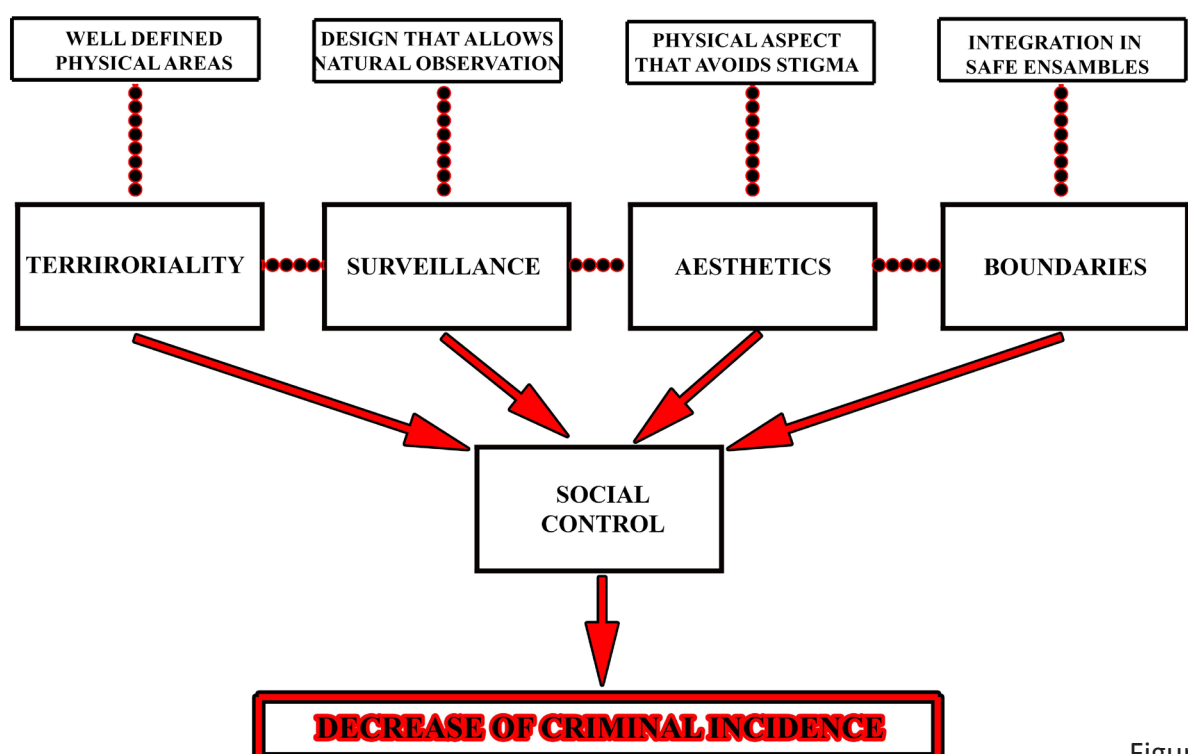 WELL DEFINED
PHYSICAL AREAS
DESIGN THAT ALLOWS
NATURAL OBSERVATION
PHYSICAL ASPECT
THAT AVOIDS STIGMA
INTEGRATION IN
SAFE ENSAMBLES
TERRIRORIALITY
SURVEILLANCE
AESTHETICS
BOUNDARIES
SOCIAL
CONTROL
DECREASE OF CRIMINAL INCIDENCE